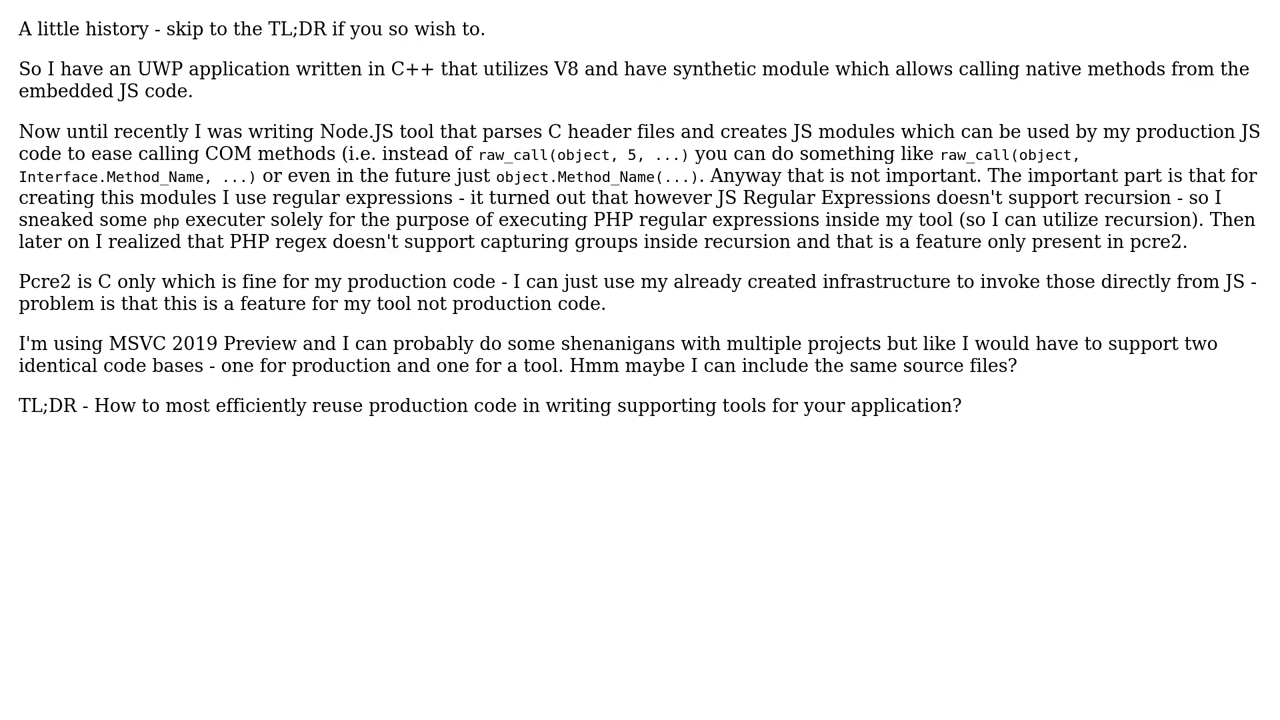 A little history - skip to the TL;DR if you so wish to.
So I have an UWP application written in C++ that utilizes V8 and have synthetic module which allows calling native methods from the
embedded JS code.
Now until recently I was writing Node.JS tool that parses C header files and creates JS modules which can be used by my production JS
code to ease calling COM methods (i.e. instead of raw_call(object, 5, ...) you can do something like raw_call(object,
Interface.Method_Name, ...) or even in the future just object.Method_Name(...). Anyway that is not important. The important part is that for
creating this modules I use regular expressions - it turned out that however JS Regular Expressions doesn't support recursion - so I
sneaked some php executer solely for the purpose of executing PHP regular expressions inside my tool (so I can utilize recursion). Then
later on I realized that PHP regex doesn't support capturing groups inside recursion and that is a feature only present in pcre2.
Pcre2 is C only which is fine for my production code - I can just use my already created infrastructure to invoke those directly from JS -
problem is that this is a feature for my tool not production code.
I'm using MSVC 2019 Preview and I can probably do some shenanigans with multiple projects but like I would have to support two
identical code bases - one for production and one for a tool. Hmm maybe I can include the same source files?
TL;DR - How to most efficiently reuse production code in writing supporting tools for your application?